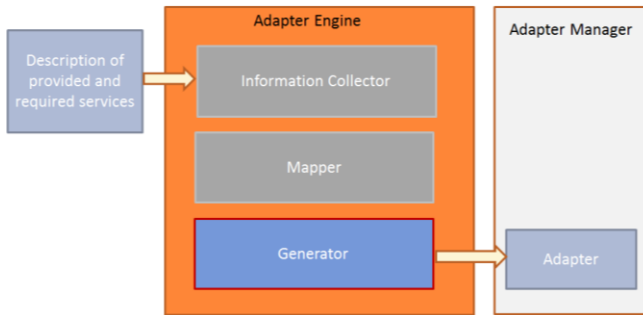 Adapter Engine
Adapter Manager
Description of
provided and
required services
Information Collector
Mapper
Generator
Adapter